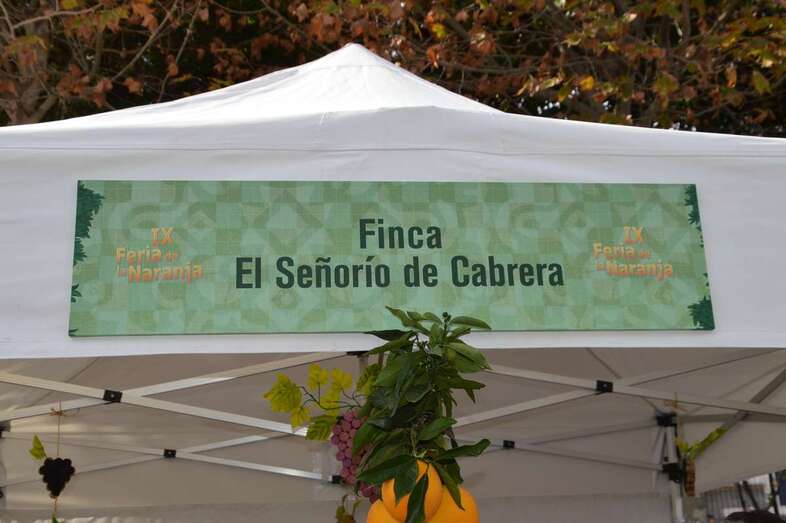 IX
Feria de
la Naranja
Finca
El Señorío de Cabrera
IX
Feria de
la Naranja